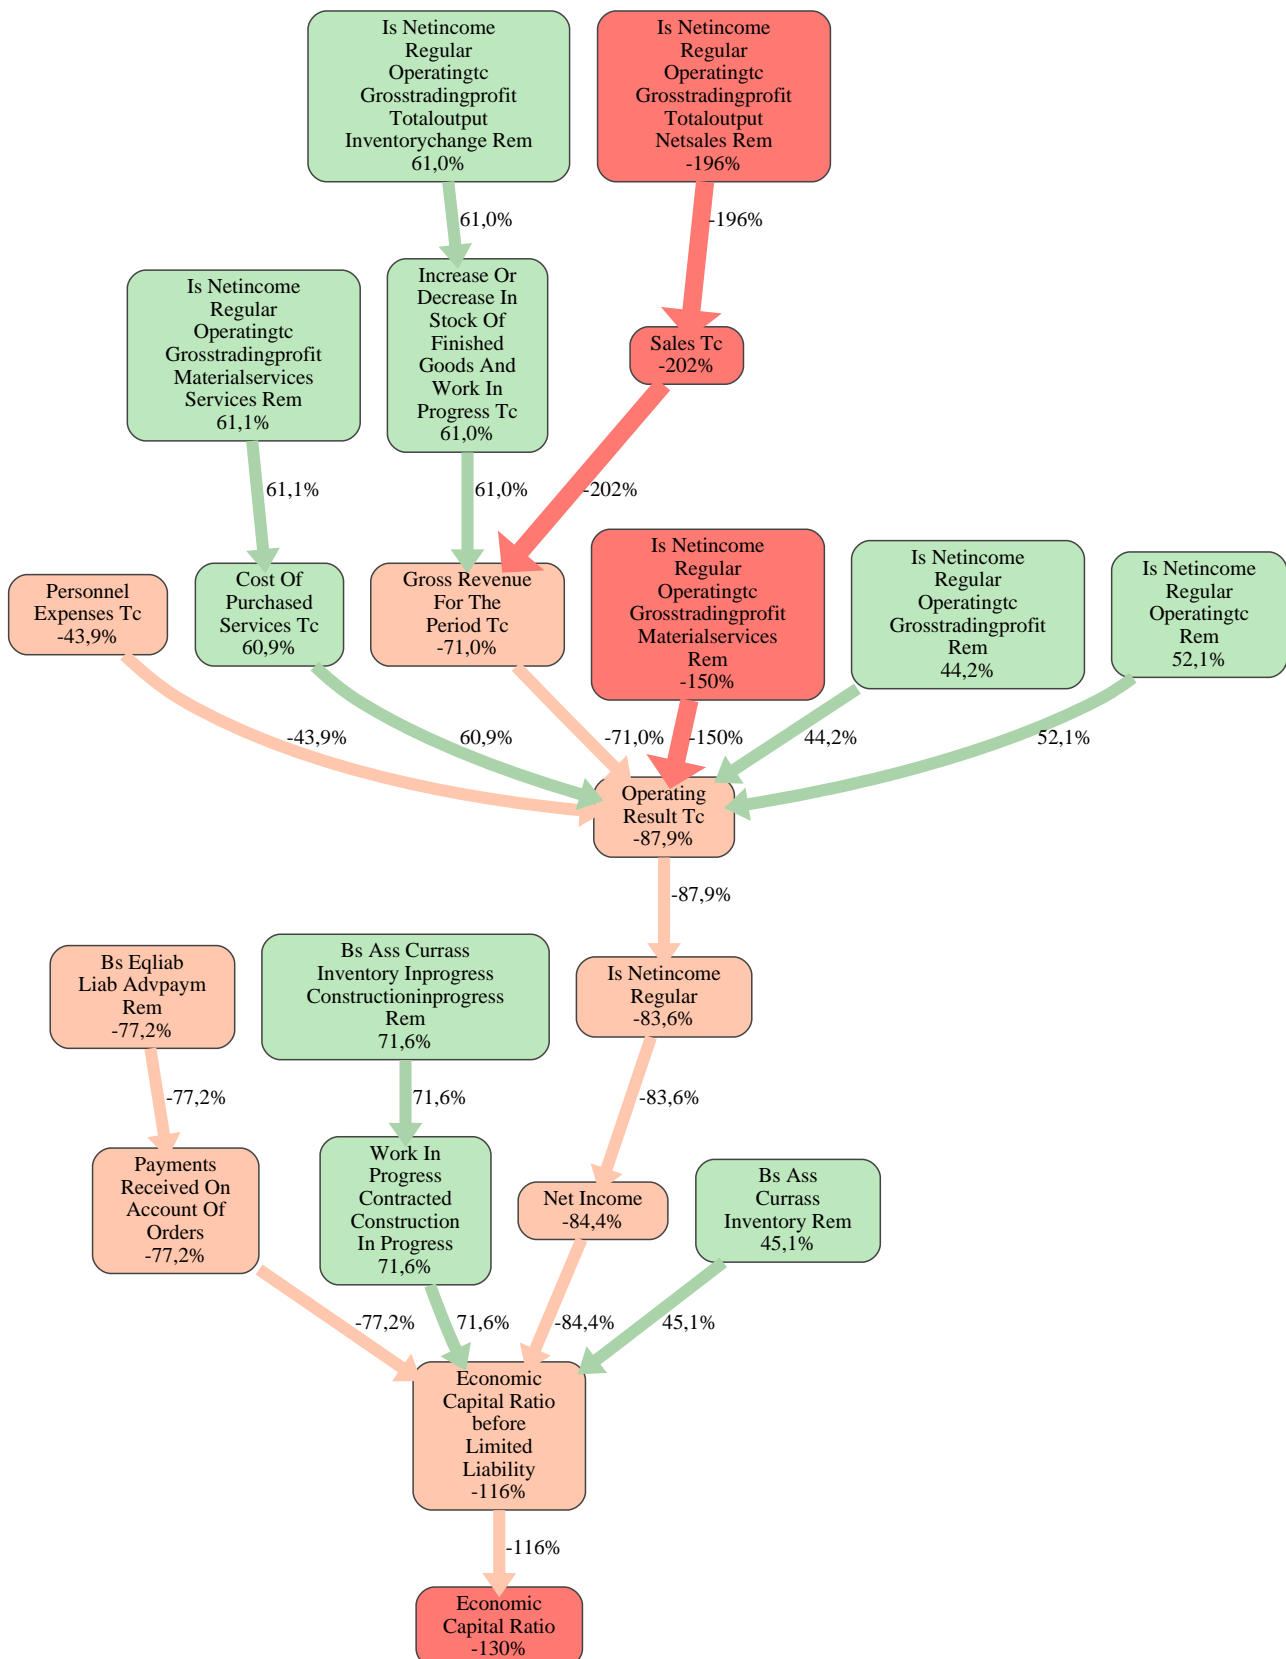 Is Netincome
Regular
Operatingtc
Grosstradingprofit
Totaloutput
Inventorychange Rem
61,0%
Is Netincome
Regular
Operatingtc
Grosstradingprofit
Totaloutput
Netsales Rem
-196%
61,0%
-196%
Is Netincome
Regular
Operatingtc
Grosstradingprofit
Materialservices
Services Rem
61,1%
Increase Or
Decrease In
Stock Of
Finished
Goods And
Work In
Progress Tc
61,0%
Sales Tc
-202%
61,1%
61,0%
-202%
Personnel
Expenses Tc
-43,9%
Cost Of
Purchased
Services Tc
60,9%
Gross Revenue
For The
Period Tc
-71,0%
Is Netincome
Regular
Operatingtc
Grosstradingprofit
Materialservices
Rem
-150%
Is Netincome
Regular
Operatingtc
Grosstradingprofit
Rem
44,2%
Is Netincome
Regular
Operatingtc
Rem
52,1%
-43,9%
60,9%
-71,0%
-150%
44,2%
52,1%
Operating
Result Tc
-87,9%
-87,9%
Bs Eqliab
Liab Advpaym
Rem
-77,2%
Bs Ass Currass
Inventory Inprogress
Constructioninprogress
Rem
71,6%
Is Netincome
Regular
-83,6%
-77,2%
71,6%
-83,6%
Payments
Received On
Account Of
Orders
-77,2%
Work In
Progress
Contracted
Construction
In Progress
71,6%
Net Income
-84,4%
Bs Ass
Currass
Inventory Rem
45,1%
-77,2%
71,6%
-84,4%
45,1%
Economic
Capital Ratio
before
Limited
Liability
-116%
-116%
Economic
Capital Ratio
-130%